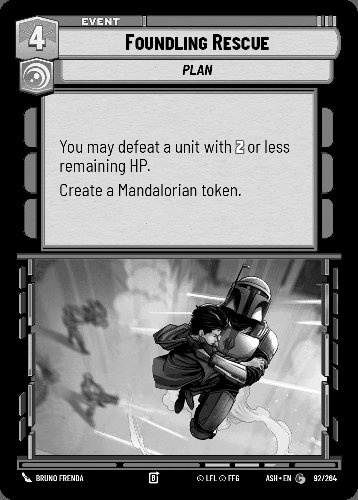 EVENT
4
FOUNDLING RESCUE
PLAN
You may defeat a unit with 2 or less
remaining HP.
Create a Mandalorian token.
BRUNO FRENDA
© LFL © FFG
ASH • EN
92/264